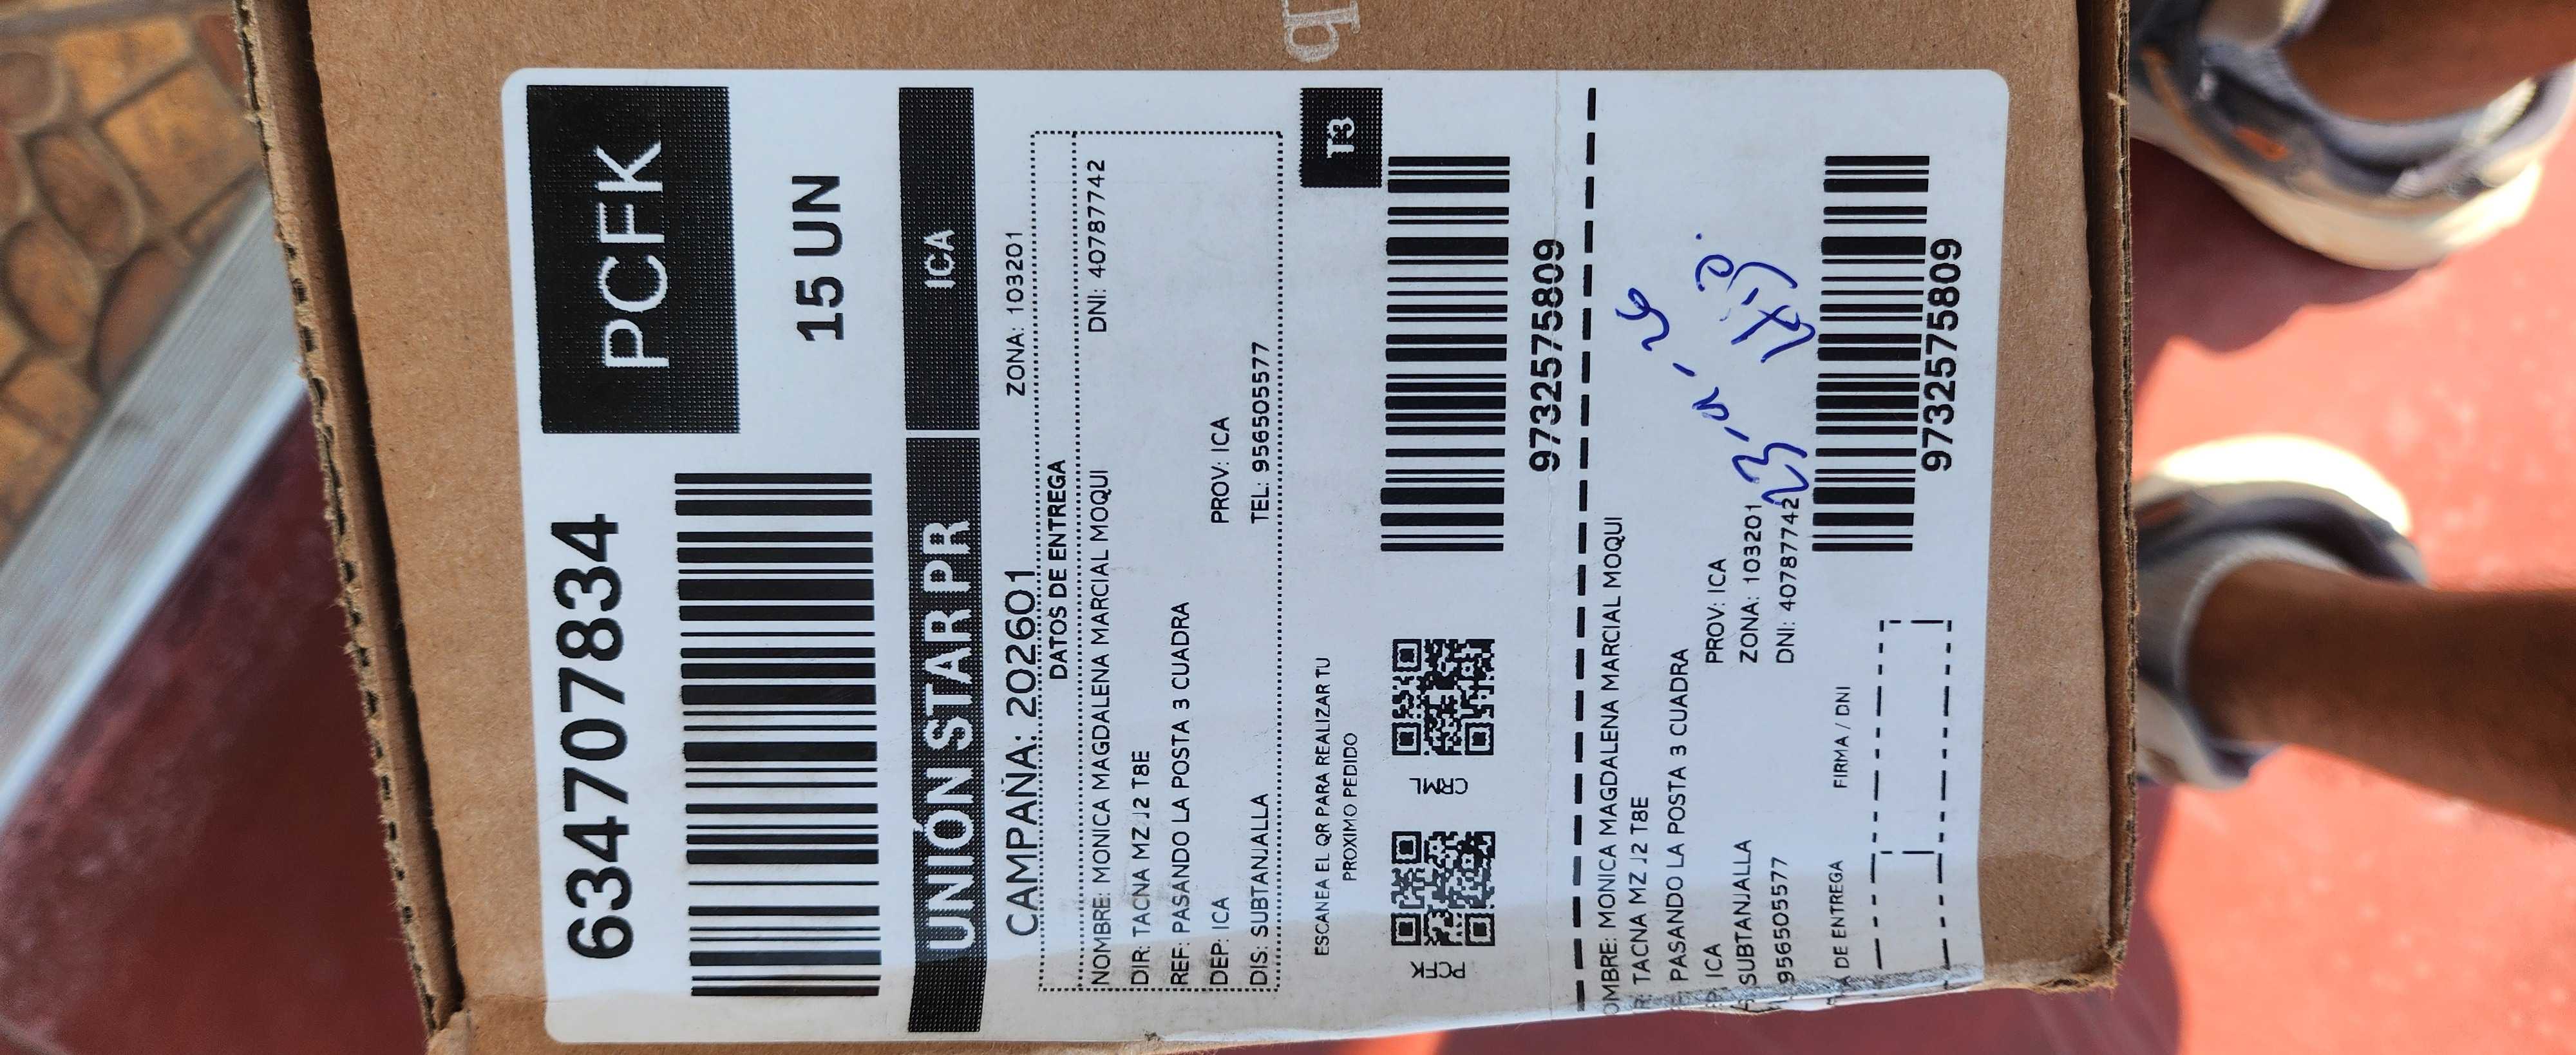 634707834
PCFK
15 UN
UNIÓN STAR PR
ICA
CAMPAÑA: 202601
ZONA: 103201
DATOS DE ENTREGA
NOMBRE: MONICA MAGDALENA MARCIAL MOQUI
DNI: 40787742
DIR: TACNA MZ J2 T8E
REF: PASANDO LA POSTA 3 CUADRA
DEP: ICA
PROV: ICA
DIS: SUBTANJALLA
TEL: 956505577
T3
ESCANEA EL QR PARA REALIZAR TU
PROXIMO PEDIDO
PCFK
CRML
9732575809
OMBRE: MONICA MAGDALENA MARCIAL MOQUI
R: TACNA MZ J2 T8E
PASANDO LA POSTA 3 CUADRA
P: ICA
PROV: ICA
SUBTANJALLA
ZONA: 103201
956505577
DNI: 40787742
A DE ENTREGA
FIRMA / DNI
9732575809